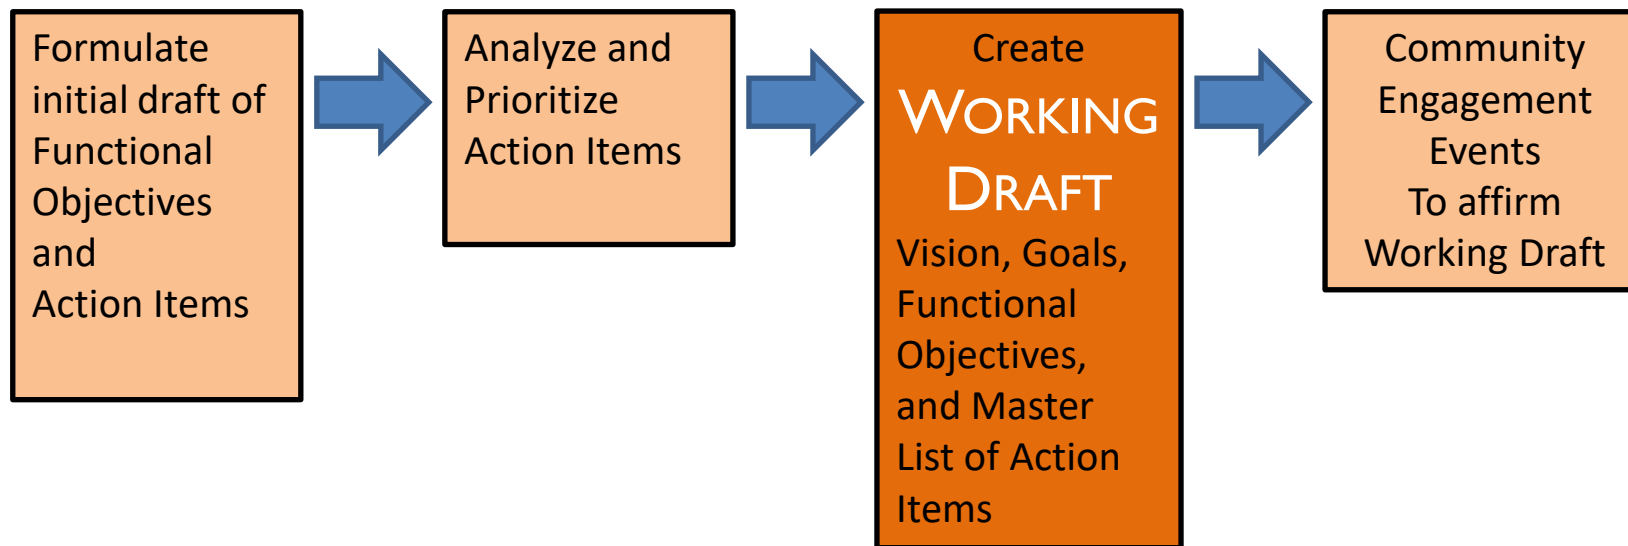 Formulate
initial draft of
Functional
Objectives
and
Action Items
Analyze and
Prioritize
Action Items
Create
WORKING
DRAFT
Vision, Goals,
Functional
Objectives,
and Master
List of Action
Items
Community
Engagement
Events
To affirm
Working Draft